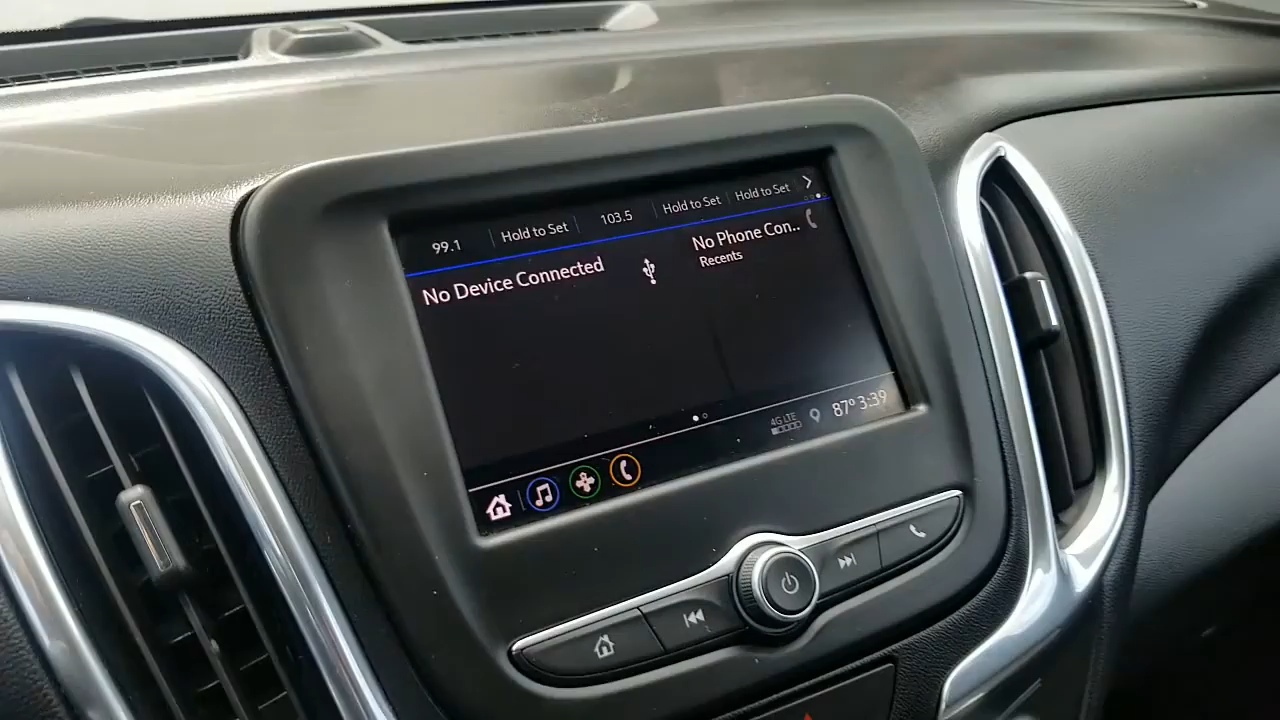 99.1 Hold to Set 103.5 Hold to Set Hold to Set
No Device Connected
No Phone Con..
Recents
4G LTE
87° 3:39